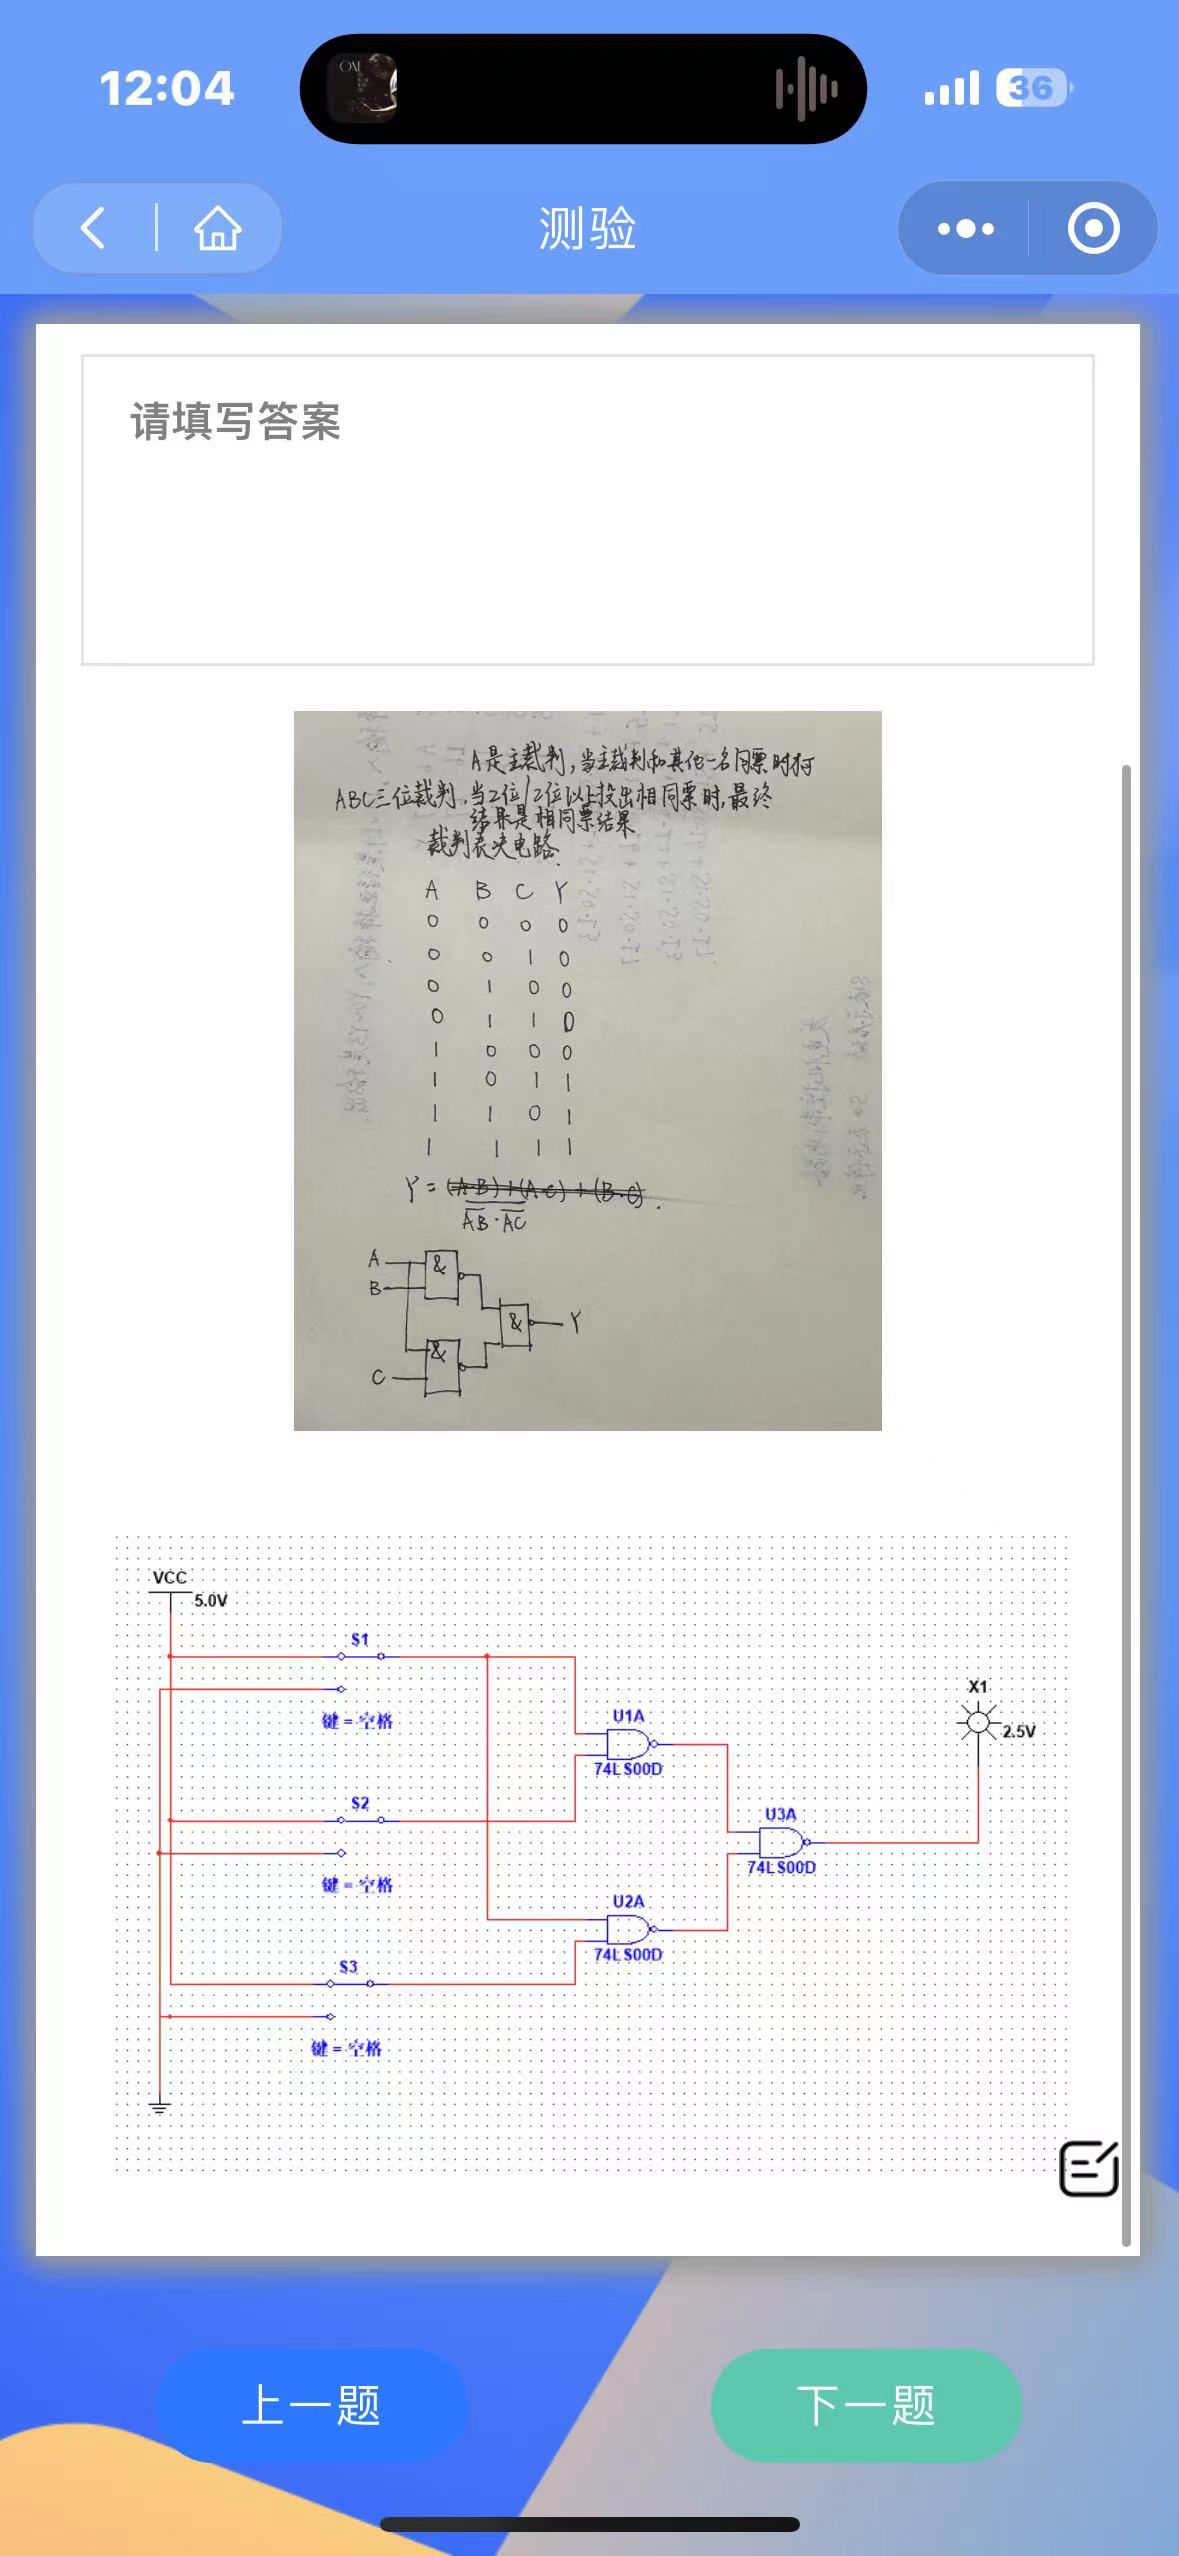 12:04
36
测验
请填写答案
A是主裁判,当主裁判和其他一名同票时
ABC三位裁判,当2位/2位以上投出相同票时,最终
结果是相同票结果
裁判表决电路.
A B C Y
0 0 0 0
0 0 1 0
0 1 0 0
0 1 1 0
1 0 0 0
1 0 1 1
1 1 0 1
1 1 1 1
Y = (A·B)+(A·C)+(B·C).
AB·AC
A
&
B
&
Y
&
C
VCC
5.0V
S1
键 = 空格
X1
2.5V
U1A
74LS00D
S2
键 = 空格
U3A
74LS00D
U2A
74LS00D
S3
键 = 空格
上一题
下一题